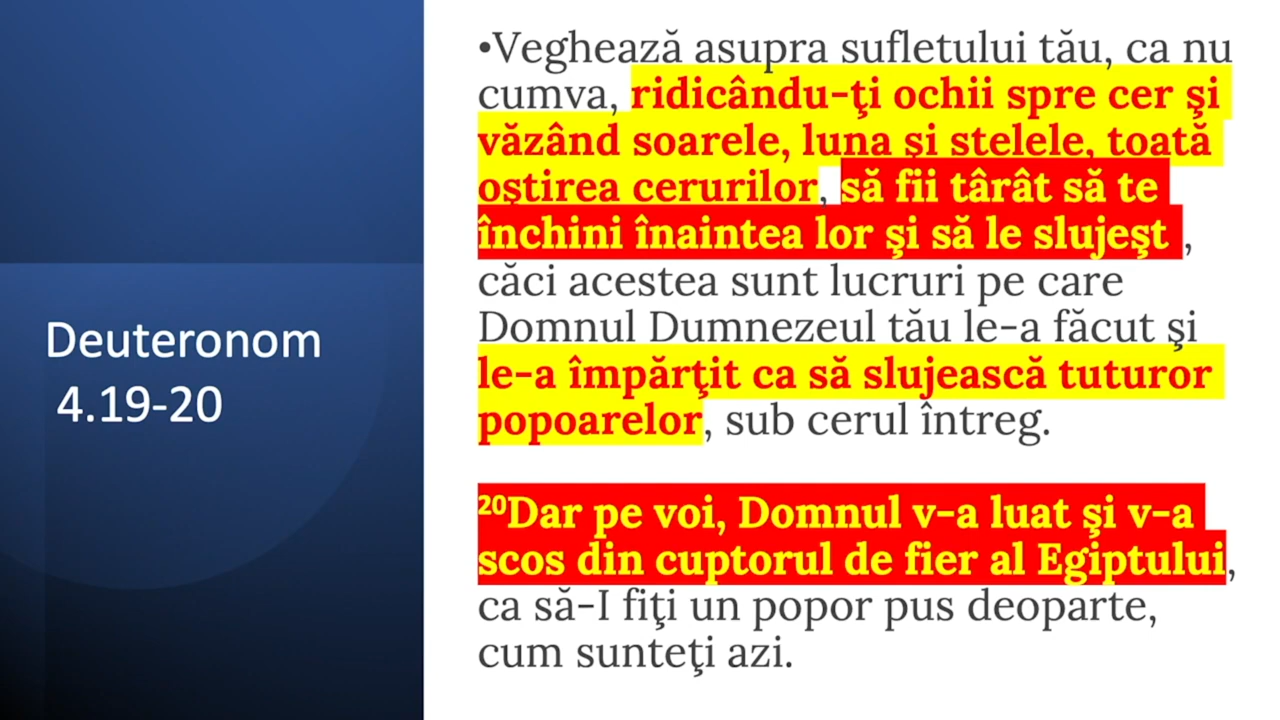 Deuteronom
4.19-20
•Veghează asupra sufletului tău, ca nu
cumva, ridicându-ţi ochii spre cer şi
văzând soarele, luna şi stelele, toată
oştirea cerurilor, să fii târât să te
închini înaintea lor şi să le slujeşt ,
căci acestea sunt lucruri pe care
Domnul Dumnezeul tău le-a făcut şi
le-a împărţit ca să slujească tuturor
popoarelor, sub cerul întreg.
²⁰Dar pe voi, Domnul v-a luat şi v-a
scos din cuptorul de fier al Egiptului,
ca să-I fiţi un popor pus deoparte,
cum sunteţi azi.